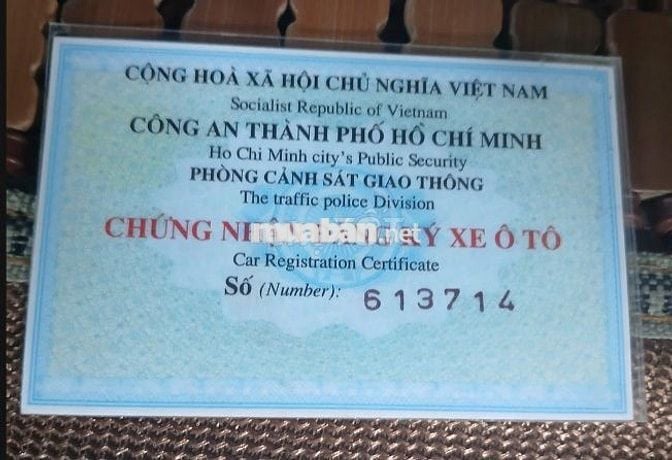 CỘNG HOÀ XÃ HỘI CHỦ NGHĨA VIỆT NAM
Socialist Republic of Vietnam
CÔNG AN THÀNH PHỐ HỒ CHÍ MINH
Ho Chi Minh city's Public Security
PHÒNG CẢNH SÁT GIAO THÔNG
The traffic police Division
CHỨNG KÝ XE Ô TÔ
muaban.net
Car Registration Certificate
Số (Number): 613714